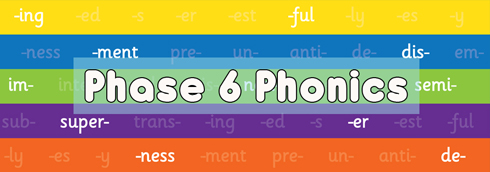 -ing -ed -s -er -est -ful -ly -es -y
-ness -ment pre- un- anti- de- dis- em-
im- semi-
Phase 6 Phonics
sub- super- trans- -ing -ed -s -er -est -ful
-ly -es -y -ness -ment pre- un- anti- de-